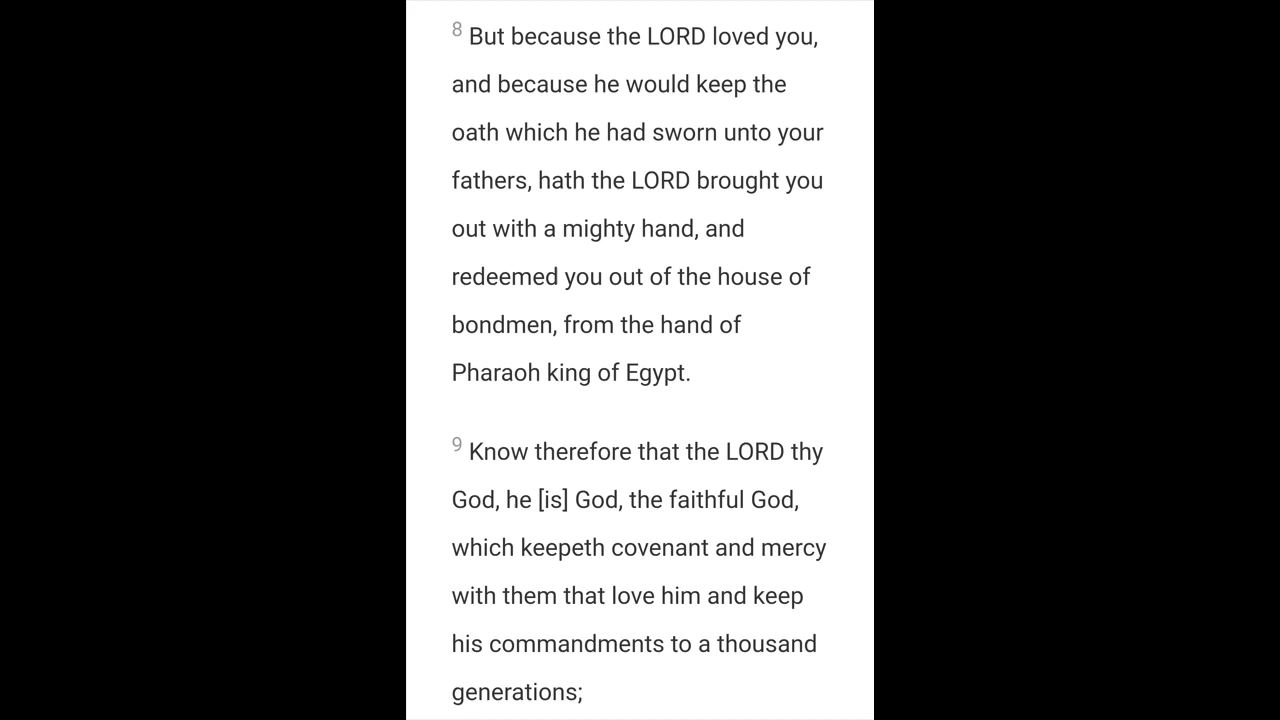 8 But because the LORD loved you,
and because he would keep the
oath which he had sworn unto your
fathers, hath the LORD brought you
out with a mighty hand, and
redeemed you out of the house of
bondmen, from the hand of
Pharaoh king of Egypt.
9 Know therefore that the LORD thy
God, he [is] God, the faithful God,
which keepeth covenant and mercy
with them that love him and keep
his commandments to a thousand
generations;